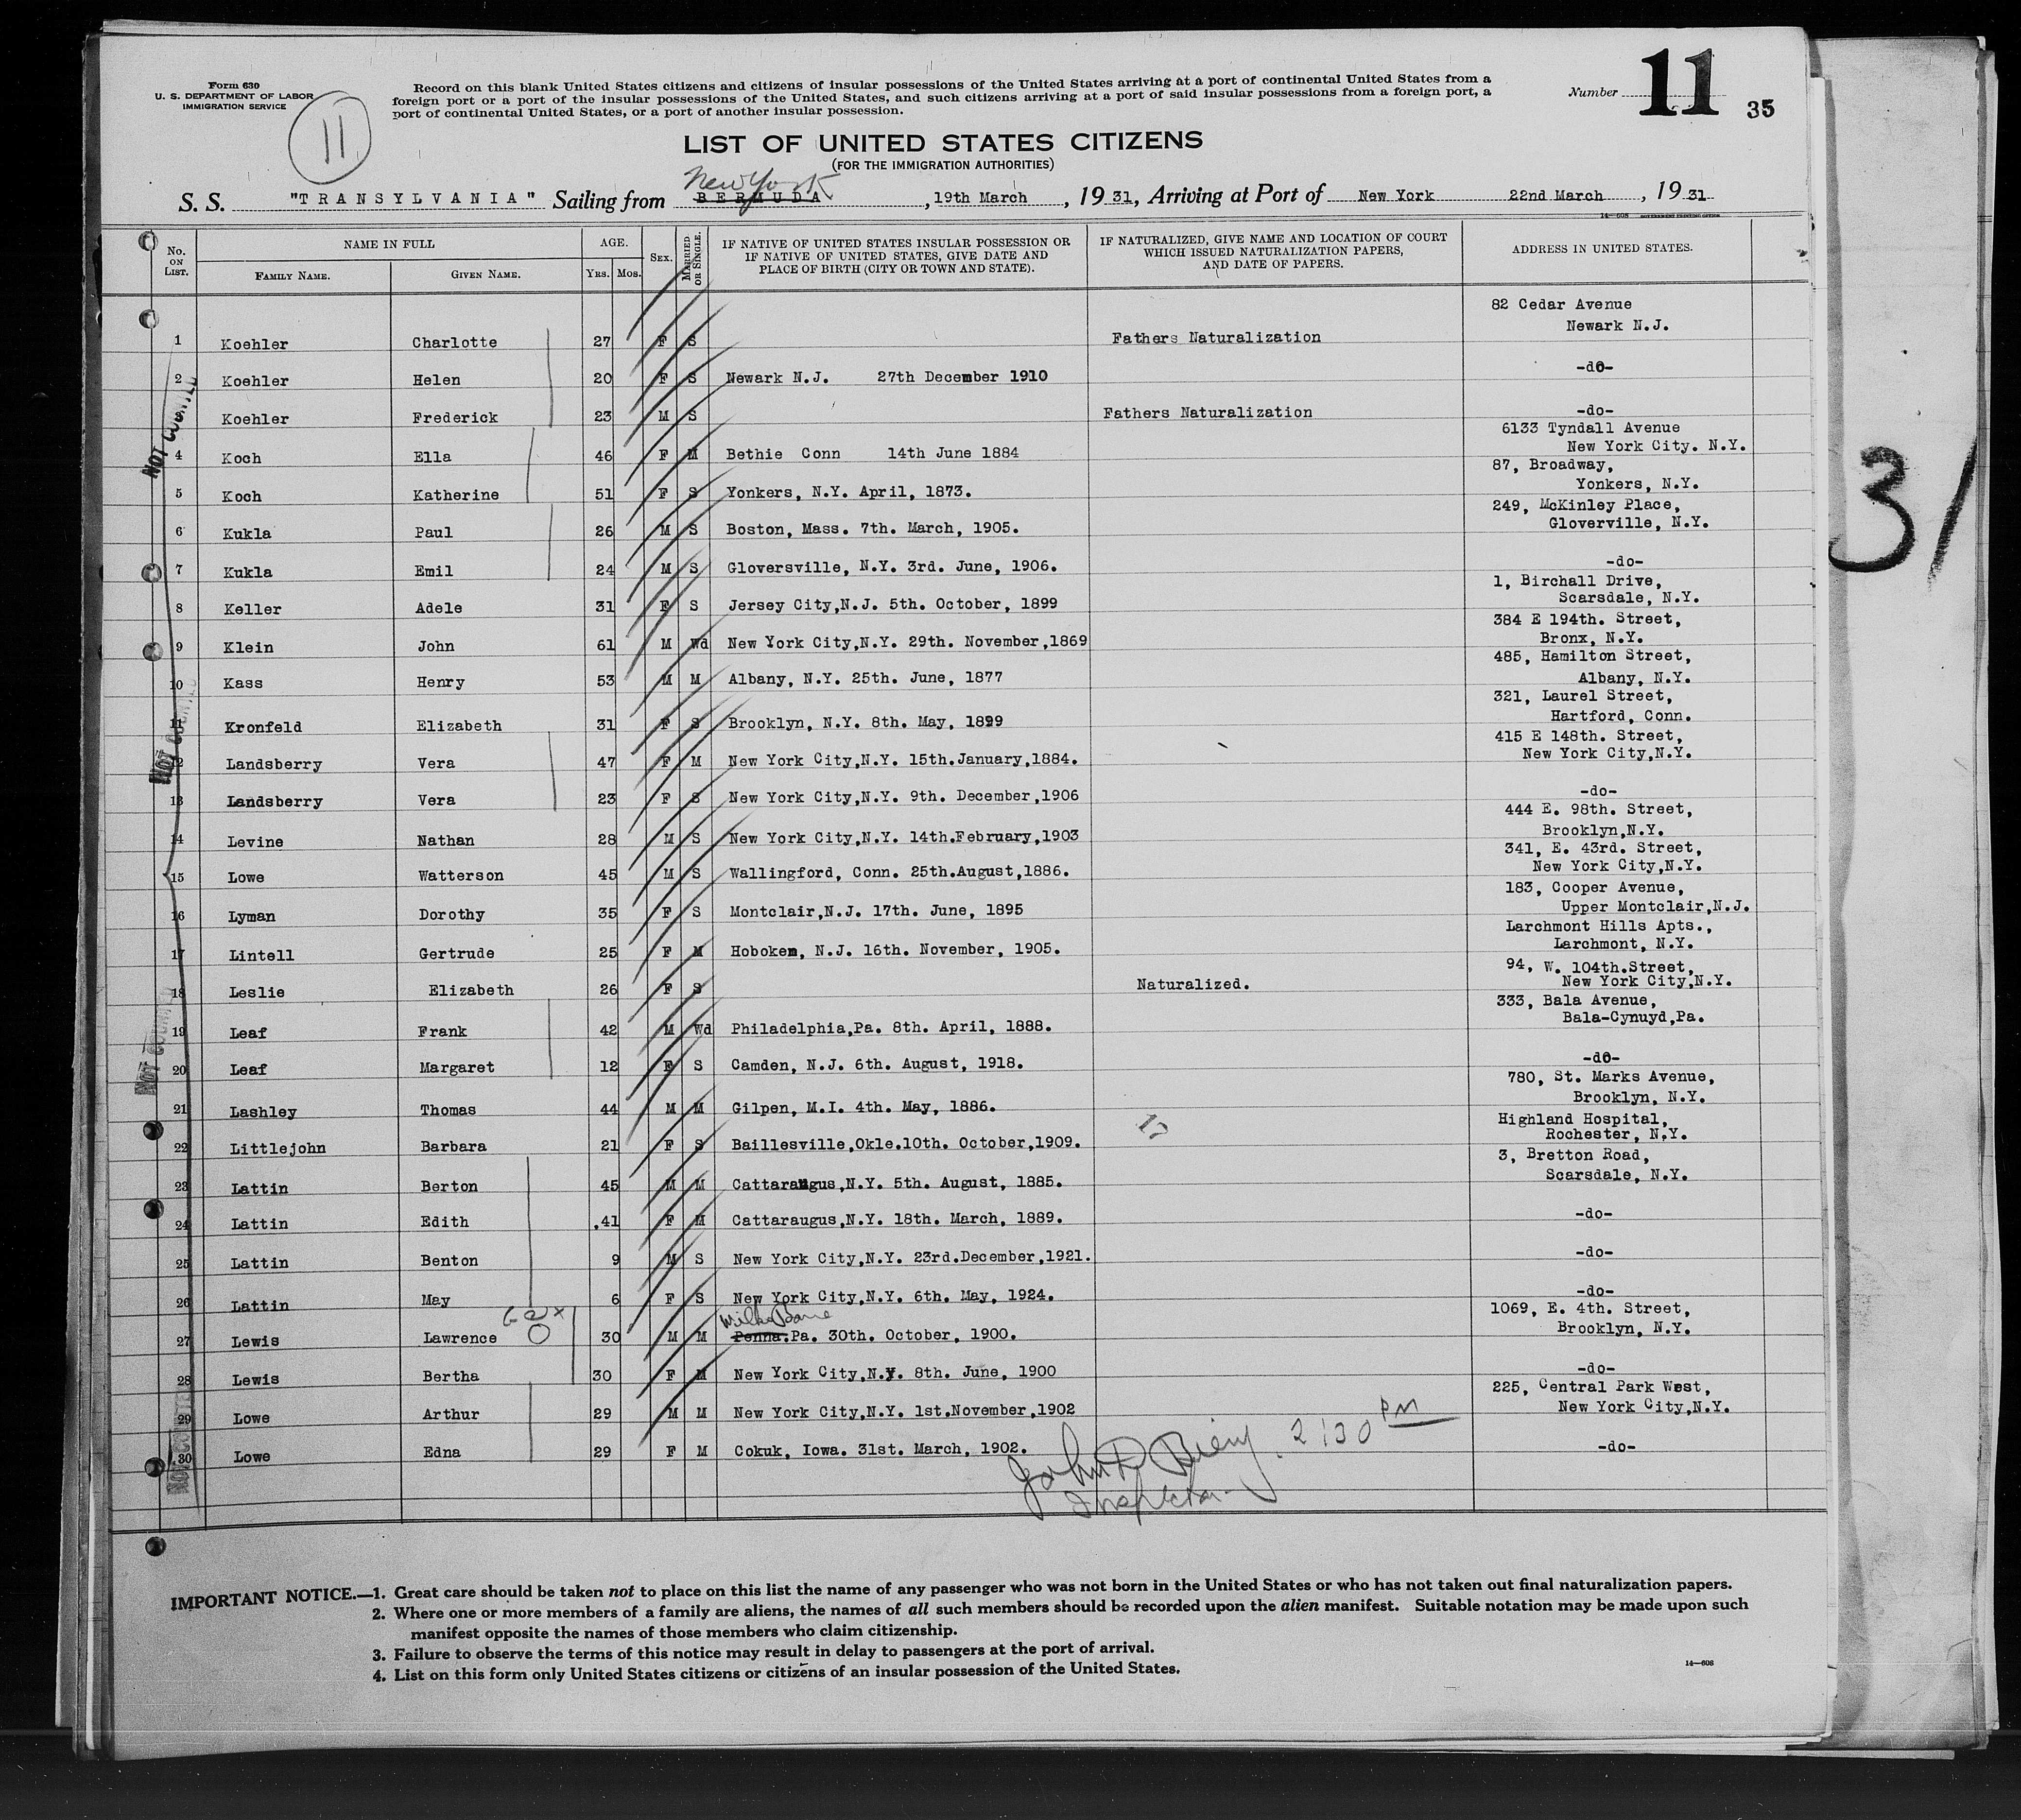 Form 630
U. S. DEPARTMENT OF LABOR
IMMIGRATION SERVICE
11
Record on this blank United States citizens and citizens of insular possessions of the United States arriving at a port of continental United States from a
foreign port or a port of the insular possessions of the United States, and such citizens arriving at a port of said insular possessions from a foreign port, a
port of continental United States, or a port of another insular possession.
Number 11 35
LIST OF UNITED STATES CITIZENS
(FOR THE IMMIGRATION AUTHORITIES)
New York
S. S. "TRANSYLVANIA" Sailing from BERMUDA, 19th March, 1931, Arriving at Port of New York 22nd March, 1931
14—608 GOVERNMENT PRINTING OFFICE
No. ON LIST. NAME IN FULL FAMILY NAME. GIVEN NAME. AGE. YRS. MOS. SEX. MARRIED OR SINGLE. IF NATIVE OF UNITED STATES INSULAR POSSESSION OR IF NATIVE OF UNITED STATES, GIVE DATE AND PLACE OF BIRTH (CITY OR TOWN AND STATE). IF NATURALIZED, GIVE NAME AND LOCATION OF COURT WHICH ISSUED NATURALIZATION PAPERS, AND DATE OF PAPERS. ADDRESS IN UNITED STATES.
82 Cedar Avenue
Newark N.J.
1 Koehler Charlotte 27 F S Fathers Naturalization
2 Koehler Helen 20 F S Newark N.J. 27th December 1910 -do-
3 Koehler Frederick 23 M S Fathers Naturalization -do-
6133 Tyndall Avenue
4 Koch Ella 46 F M Bethie Conn 14th June 1884 New York City. N.Y.
87, Broadway,
5 Koch Katherine 51 F S Yonkers, N.Y. April, 1873. Yonkers, N.Y.
249, McKinley Place,
6 Kukla Paul 26 M S Boston, Mass. 7th. March, 1905. Gloverville, N.Y.
7 Kukla Emil 24 M S Gloversville, N.Y. 3rd. June, 1906. -do-
1, Birchall Drive,
8 Keller Adele 31 F S Jersey City,N.J. 5th. October, 1899 Scarsdale, N.Y.
384 E 194th. Street,
9 Klein John 61 M Wd New York City,N.Y. 29th. November,1869 Bronx, N.Y.
485, Hamilton Street,
10 Kass Henry 53 M M Albany, N.Y. 25th. June, 1877 Albany, N.Y.
321, Laurel Street,
11 Kronfeld Elizabeth 31 F S Brooklyn, N.Y. 8th. May, 1899 Hartford, Conn.
415 E 148th. Street,
12 Landsberry Vera 47 F M New York City,N.Y. 15th.January,1884. New York City,N.Y.
13 Landsberry Vera 23 F S New York City,N.Y. 9th. December,1906 -do-
444 E. 98th. Street,
14 Levine Nathan 28 M S New York City,N.Y. 14th.February,1903 Brooklyn,N.Y.
341, E. 43rd. Street,
15 Lowe Watterson 45 M S Wallingford, Conn. 25th.August,1886. New York City,N.Y.
183, Cooper Avenue,
16 Lyman Dorothy 35 F S Montclair,N.J. 17th. June, 1895 Upper Montclair,N.J.
Larchmont Hills Apts.,
17 Lintell Gertrude 25 F M Hoboken, N.J. 16th. November, 1905. Larchmont, N.Y.
94, W. 104th.Street,
18 Leslie Elizabeth 26 F S Naturalized. New York City,N.Y.
333, Bala Avenue,
19 Leaf Frank 42 M Wd Philadelphia,Pa. 8th. April, 1888. Bala-Cynuyd,Pa.
20 Leaf Margaret 12 F S Camden, N.J. 6th. August, 1918. -do-
780, St. Marks Avenue,
21 Lashley Thomas 44 M M Gilpen, M.I. 4th. May, 1886. Brooklyn, N.Y.
Highland Hospital,
22 Littlejohn Barbara 21 F S Baillesville,Okle.10th. October,1909. Rochester, N.Y.
3, Bretton Road,
23 Lattin Berton 45 M M Cattaraugus,N.Y. 5th. August, 1885. Scarsdale, N.Y.
24 Lattin Edith 41 F M Cattaraugus,N.Y. 18th. March, 1889. -do-
25 Lattin Benton 9 M S New York City,N.Y. 23rd.December,1921. -do-
26 Lattin May 6 F S New York City,N.Y. 6th. May, 1924. -do-
1069, E. 4th. Street,
27 Lewis Lawrence 30 M M Penna.Pa. 30th. October, 1900. Brooklyn, N.Y.
28 Lewis Bertha 30 F M New York City,N.Y. 8th. June, 1900 -do-
225, Central Park West,
29 Lowe Arthur 29 M M New York City,N.Y. 1st.November,1902 New York City,N.Y.
30 Lowe Edna 29 F M Cokuk, Iowa. 31st. March, 1902. -do-
2:30 PM
Inspector
NOT COUNTED
NOT COUNTED
NOT COUNTED
NOT COUNTED
31
IMPORTANT NOTICE.—1. Great care should be taken not to place on this list the name of any passenger who was not born in the United States or who has not taken out final naturalization papers.
2. Where one or more members of a family are aliens, the names of all such members should be recorded upon the alien manifest. Suitable notation may be made upon such
manifest opposite the names of those members who claim citizenship.
3. Failure to observe the terms of this notice may result in delay to passengers at the port of arrival.
4. List on this form only United States citizens or citizens of an insular possession of the United States.
14—608